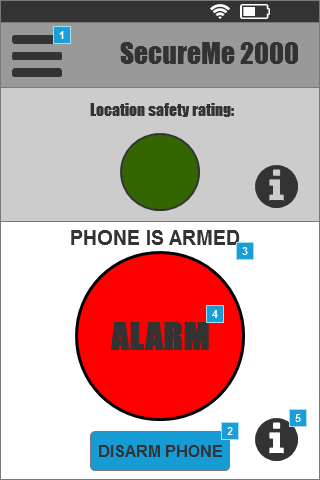 1
SecureMe 2000
Location safety rating:
i
PHONE IS ARMED
3
4
ALARM
2
5
i
DISARM PHONE